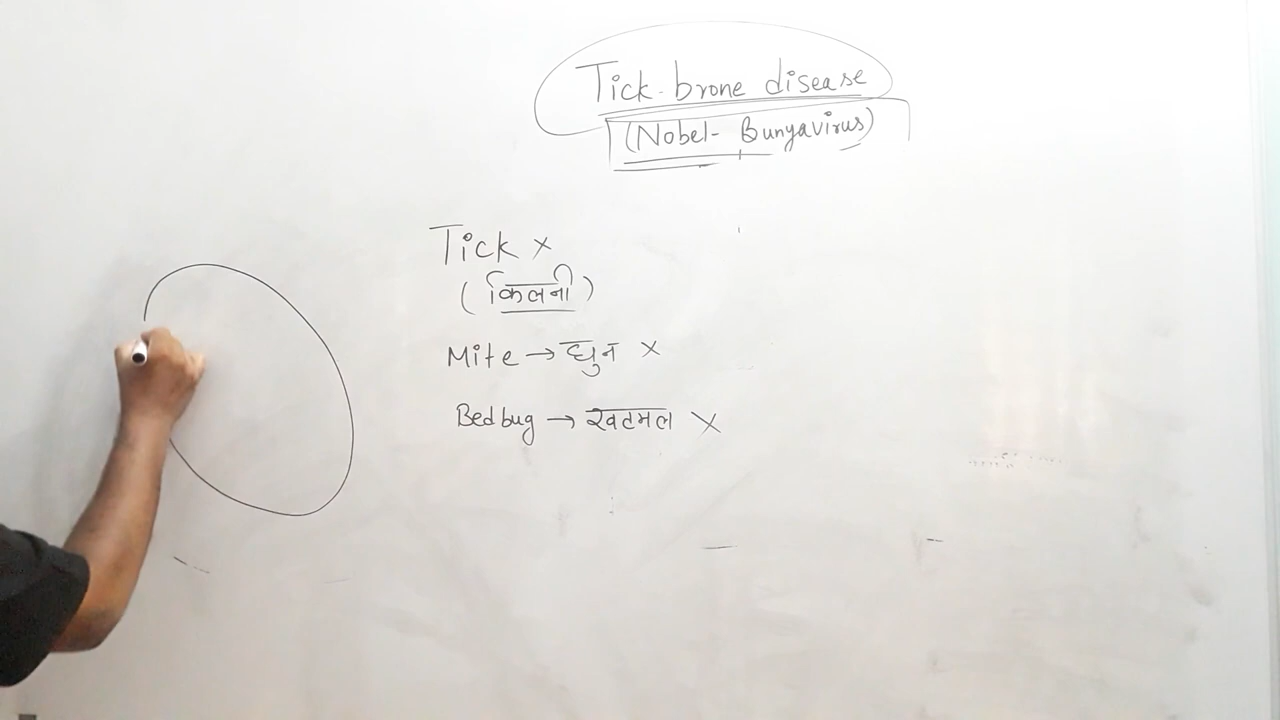 Tick-brone disease
(Nobel- Bunyavirus)
Tick ×
(किलनी)
Mite → घुन ×
Bedbug → खटमल ×